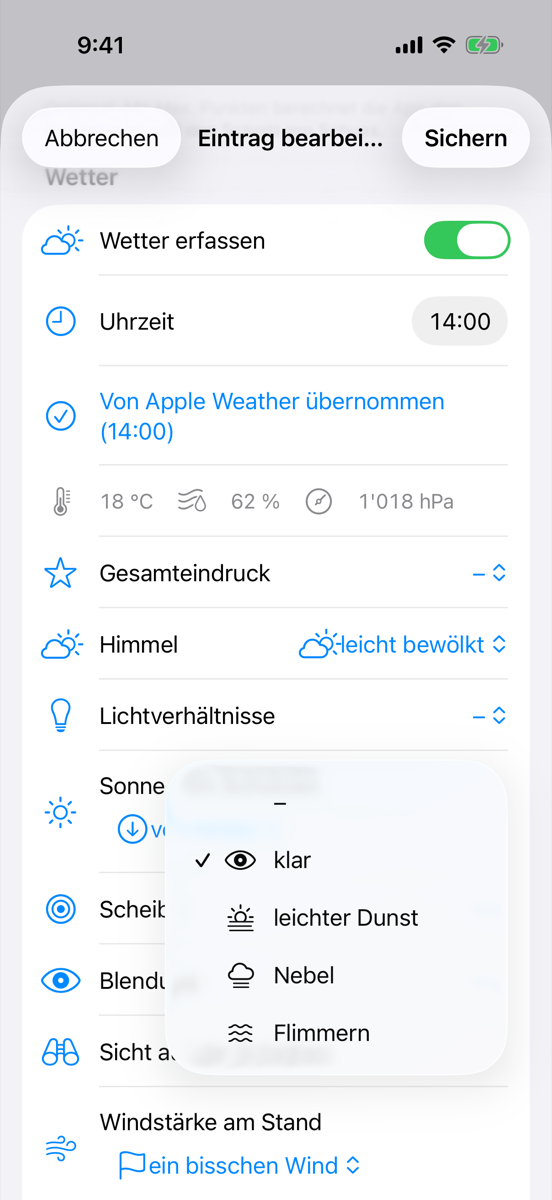 9:41
Abbrechen
Eintrag bearbei...
Sichern
Wetter
Wetter erfassen
Uhrzeit
14:00
Von Apple Weather übernommen
(14:00)
18 °C
62 %
1'018 hPa
Gesamteindruck
–
Himmel
leicht bewölkt
Lichtverhältnisse
–
Sonne
–
klar
leichter Dunst
Nebel
Flimmern
Windstärke am Stand
ein bisschen Wind